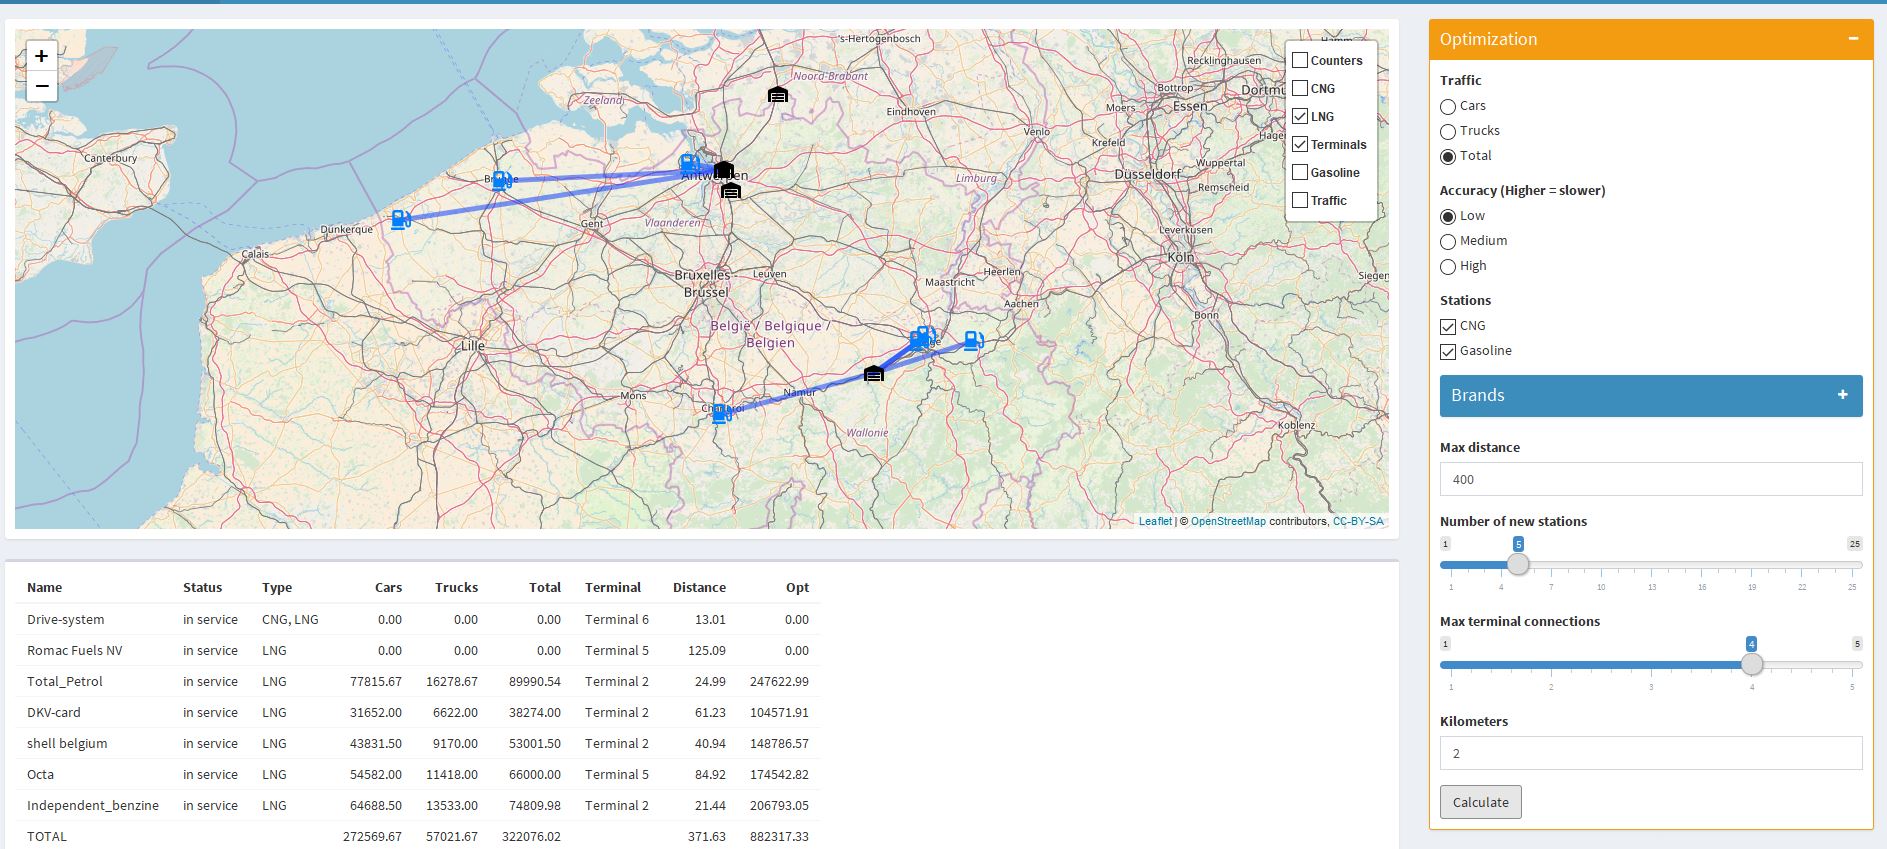 +
−
's-Hertogenbosch
Noord-Brabant
Zeeland
Eindhoven
Venlo
Recklinghausen
Bottrop
Essen
Moers
Krefeld
Wuppertal
Düsseldorf
Remscheid
Leverkusen
Köln
Bonn
Koblenz
Canterbury
Antwerpen
Limburg
Dunkerque
Calais
Gent
Vlaanderen
Bruxelles-
Brussel
Leuven
Maastricht
Heerlen
Aachen
België / Belgique /
Belgien
Lille
Mons
Namur
Wallonie
Counters
CNG
LNG
Terminals
Gasoline
Traffic
Leaflet | © OpenStreetMap contributors, CC-BY-SA
Name Status Type Cars Trucks Total Terminal Distance Opt
Drive-system in service CNG, LNG 0.00 0.00 0.00 Terminal 6 13.01 0.00
Romac Fuels NV in service LNG 0.00 0.00 0.00 Terminal 5 125.09 0.00
Total_Petrol in service LNG 77815.67 16278.67 89990.54 Terminal 2 24.99 247622.99
DKV-card in service LNG 31652.00 6622.00 38274.00 Terminal 2 61.23 104571.91
shell belgium in service LNG 43831.50 9170.00 53001.50 Terminal 2 40.94 148786.57
Octa in service LNG 54582.00 11418.00 66000.00 Terminal 5 84.92 174542.82
Independent_benzine in service LNG 64688.50 13533.00 74809.98 Terminal 2 21.44 206793.05
TOTAL 272569.67 57021.67 322076.02 371.63 882317.33
Optimization −
Traffic
Cars
Trucks
Total
Accuracy (Higher = slower)
Low
Medium
High
Stations
CNG
Gasoline
Brands +
Max distance
400
Number of new stations
1 5 25
1 4 7 10 13 16 19 22 25
Max terminal connections
1 4 5
1 2 3 4 5
Kilometers
2
Calculate